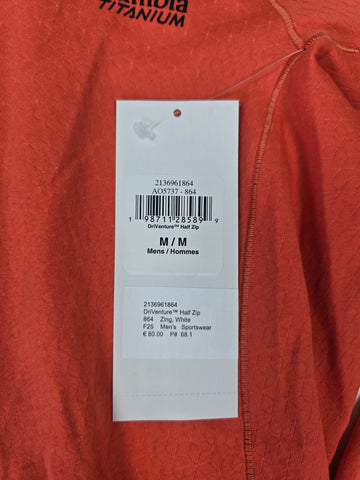 TITANIUM
2136961864
AO5737 - 864
1 98711 28589 9
DriVenture™ Half Zip
M / M
Mens / Hommes
2136961864
DriVenture™ Half Zip
864 Zing, White
F25 Men's Sportswear
€ 80.00 P# 68.1